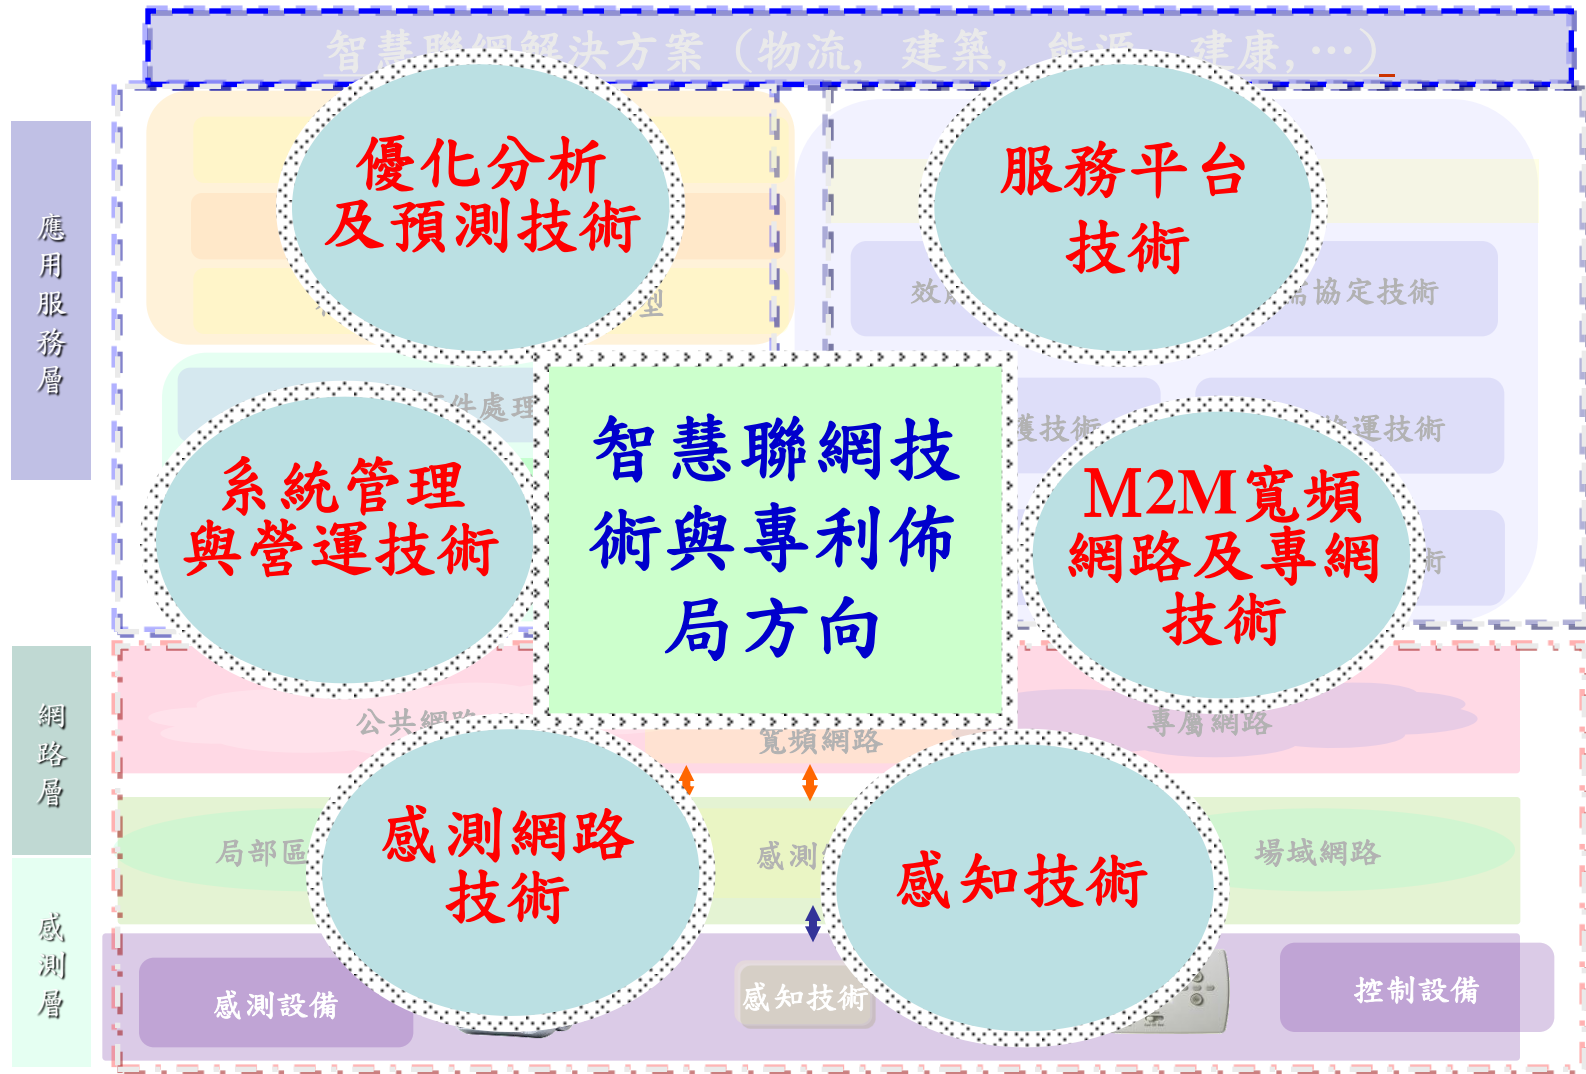 智慧聯網解決方案（物流, 建築, 能源, 建康, …）
優化分析
及預測技術
服務平台
技術
應用服務層
型
協定技術
件處理
護技術
運技術
系統管理
與營運技術
智慧聯網技
術與專利佈
局方向
M2M寬頻
網路及專網
技術
術
網路層
公共網路
寬頻網路
專屬網路
感測網路
技術
感知技術
局部區
感測
場域網路
感測層
感測設備
感知技術
控制設備